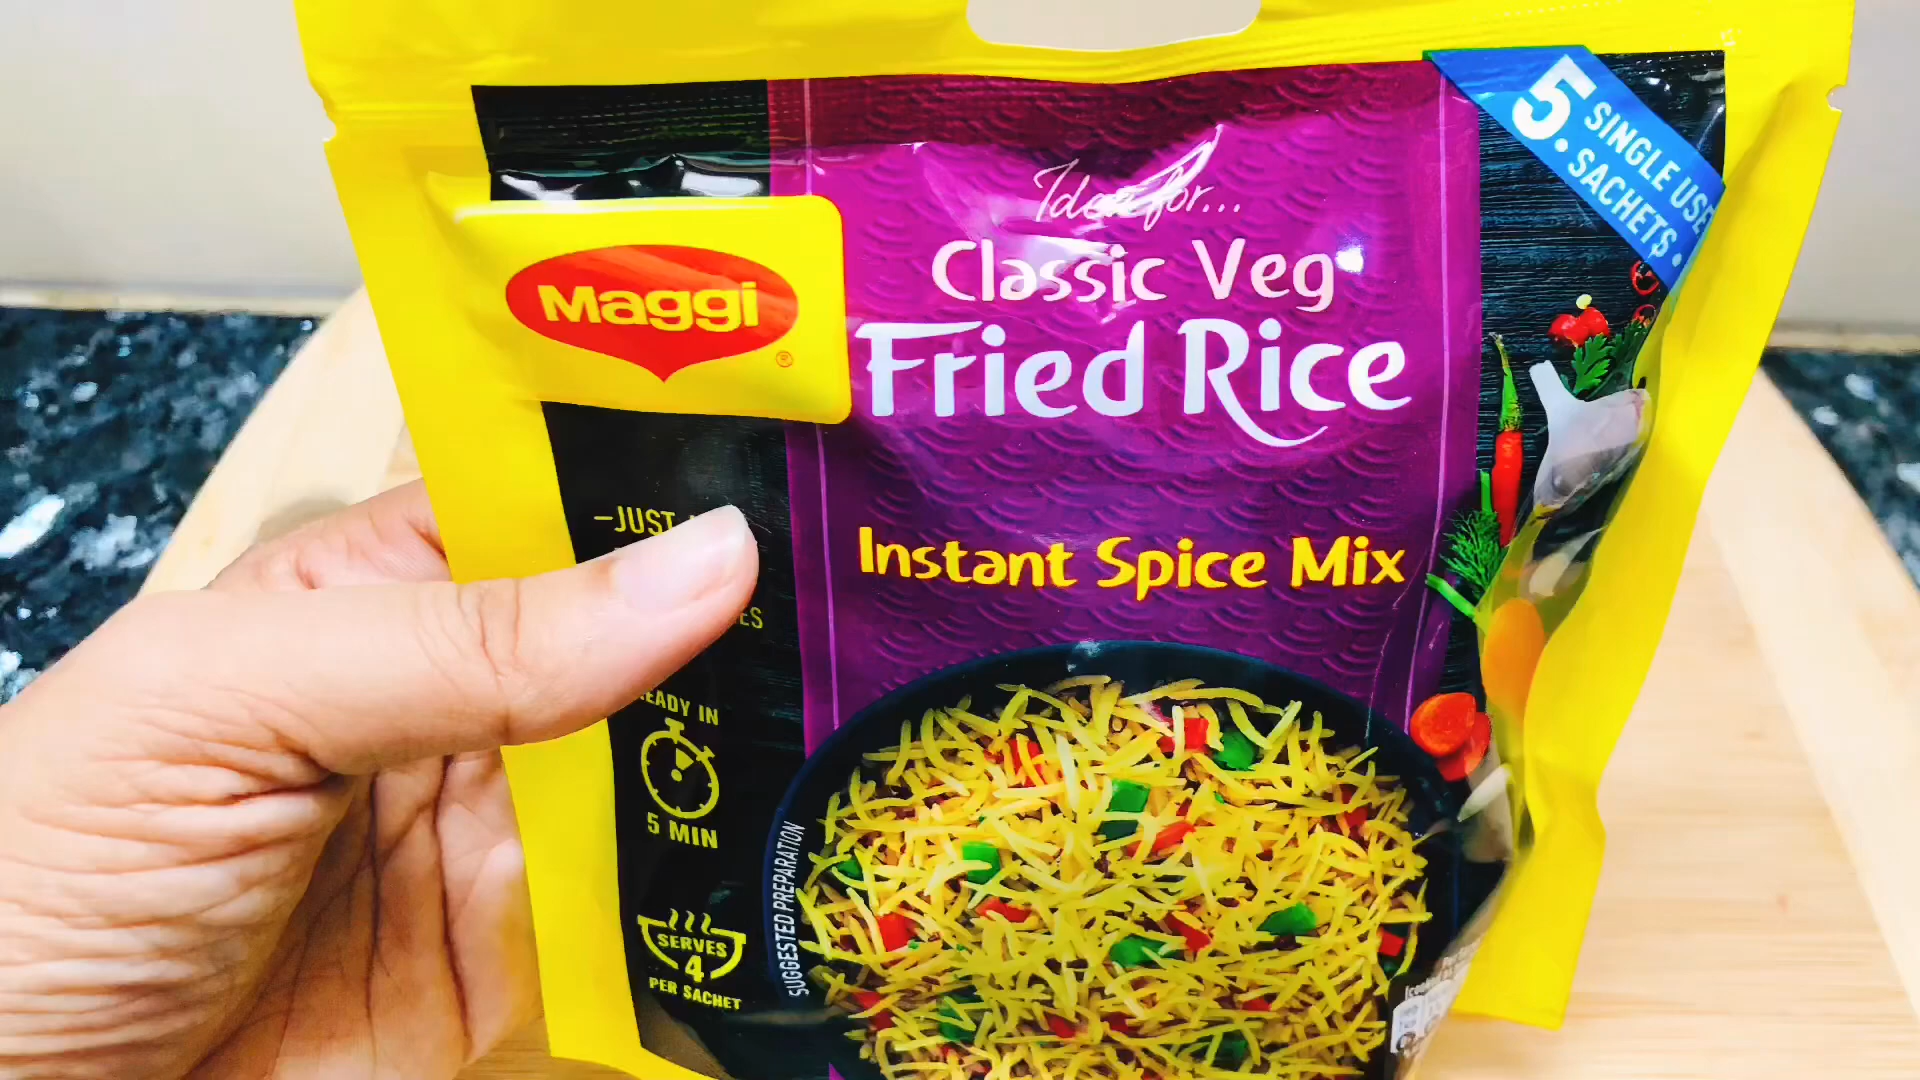 5 SINGLE USE
• SACHETS •
Ideal for...
Classic Veg
Maggi
®
Fried Rice
Instant Spice Mix
–JUST
READY IN
5 MIN
SERVES
4
PER SACHET
SUGGESTED PREPARATION